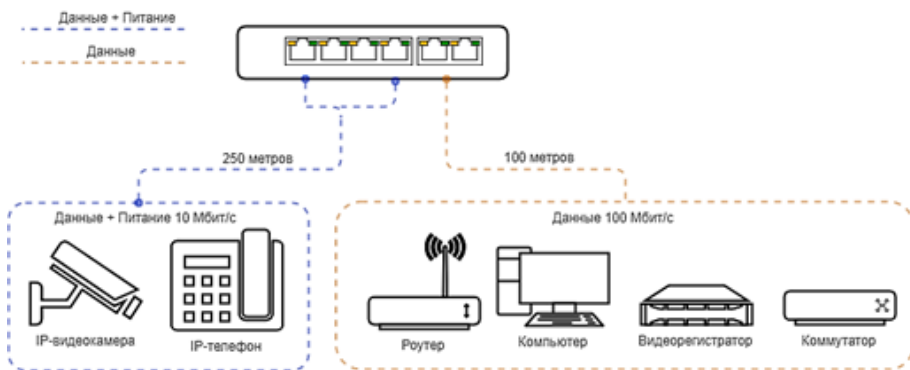 Данные + Питание
Данные
250 метров
100 метров
Данные + Питание 10 Мбит/с
Данные 100 Мбит/с
IP-видеокамера
IP-телефон
Роутер
Компьютер
Видеорегистратор
Коммутатор